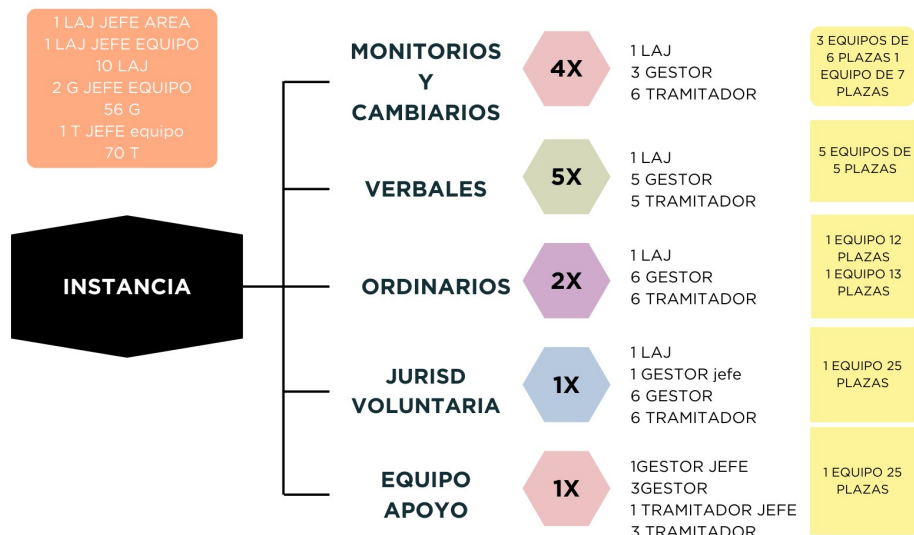 1 LAJ JEFE AREA
1 LAJ JEFE EQUIPO
10 LAJ
2 G JEFE EQUIPO
56 G
1 T JEFE equipo
70 T
INSTANCIA
MONITORIOS
Y
CAMBIARIOS
4X
1 LAJ
3 GESTOR
6 TRAMITADOR
3 EQUIPOS DE
6 PLAZAS 1
EQUIPO DE 7
PLAZAS
VERBALES
5X
1 LAJ
5 GESTOR
5 TRAMITADOR
5 EQUIPOS DE
5 PLAZAS
ORDINARIOS
2X
1 LAJ
6 GESTOR
6 TRAMITADOR
1 EQUIPO 12
PLAZAS
1 EQUIPO 13
PLAZAS
JURISD
VOLUNTARIA
1X
1 LAJ
1 GESTOR jefe
6 GESTOR
6 TRAMITADOR
1 EQUIPO 25
PLAZAS
EQUIPO
APOYO
1X
1GESTOR JEFE
3GESTOR
1 TRAMITADOR JEFE
3 TRAMITADOR
1 EQUIPO 25
PLAZAS